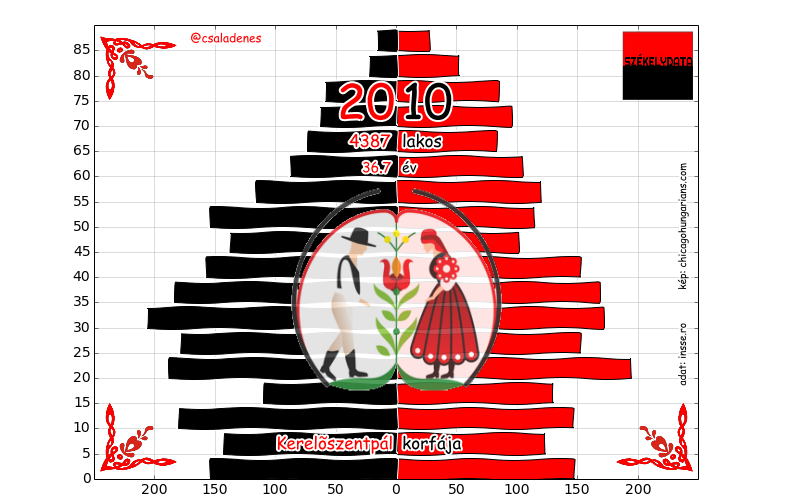 @csaladenes
SZÉKELYDATA
2010
4387 lakos
36.7 év
kép: chicagohungarians.com
adat: insse.ro
Kerelőszentpál korfája
85
80
75
70
65
60
55
50
45
40
35
30
25
20
15
10
5
0
200 150 100 50 0 50 100 150 200